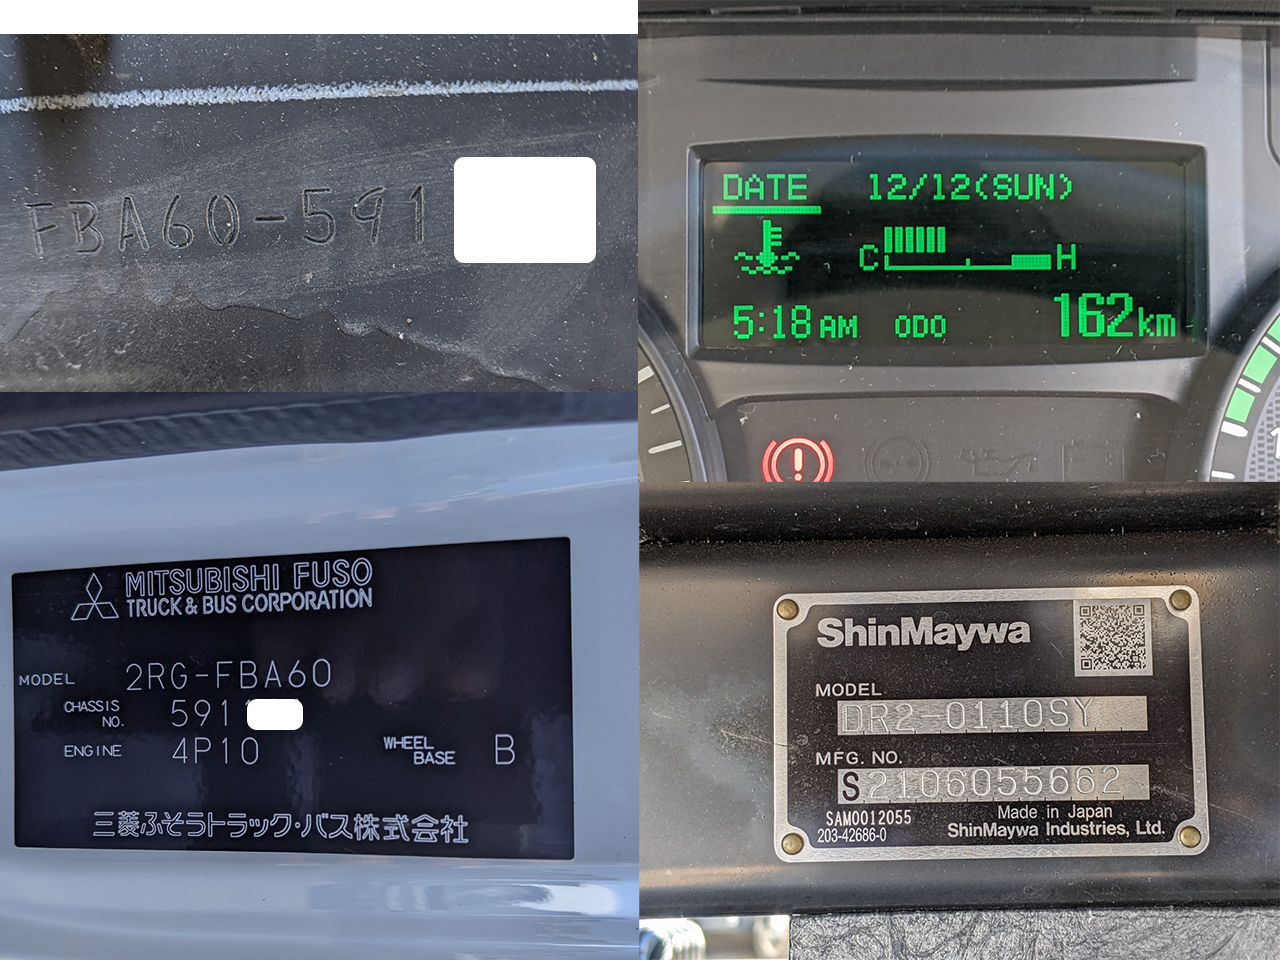 FBA60-591
DATE 12/12(SUN)
C H
5:18 AM ODO 162km
MITSUBISHI FUSO
TRUCK & BUS CORPORATION
MODEL 2RG-FBA60
CHASSIS NO. 591
ENGINE 4P10 WHEEL BASE B
三菱ふそうトラック・バス株式会社
ShinMaywa
MODEL
DR2-0110SY
MFG. NO.
S2106055662
SAM0012055
203-42686-0
Made in Japan
ShinMaywa Industries, Ltd.